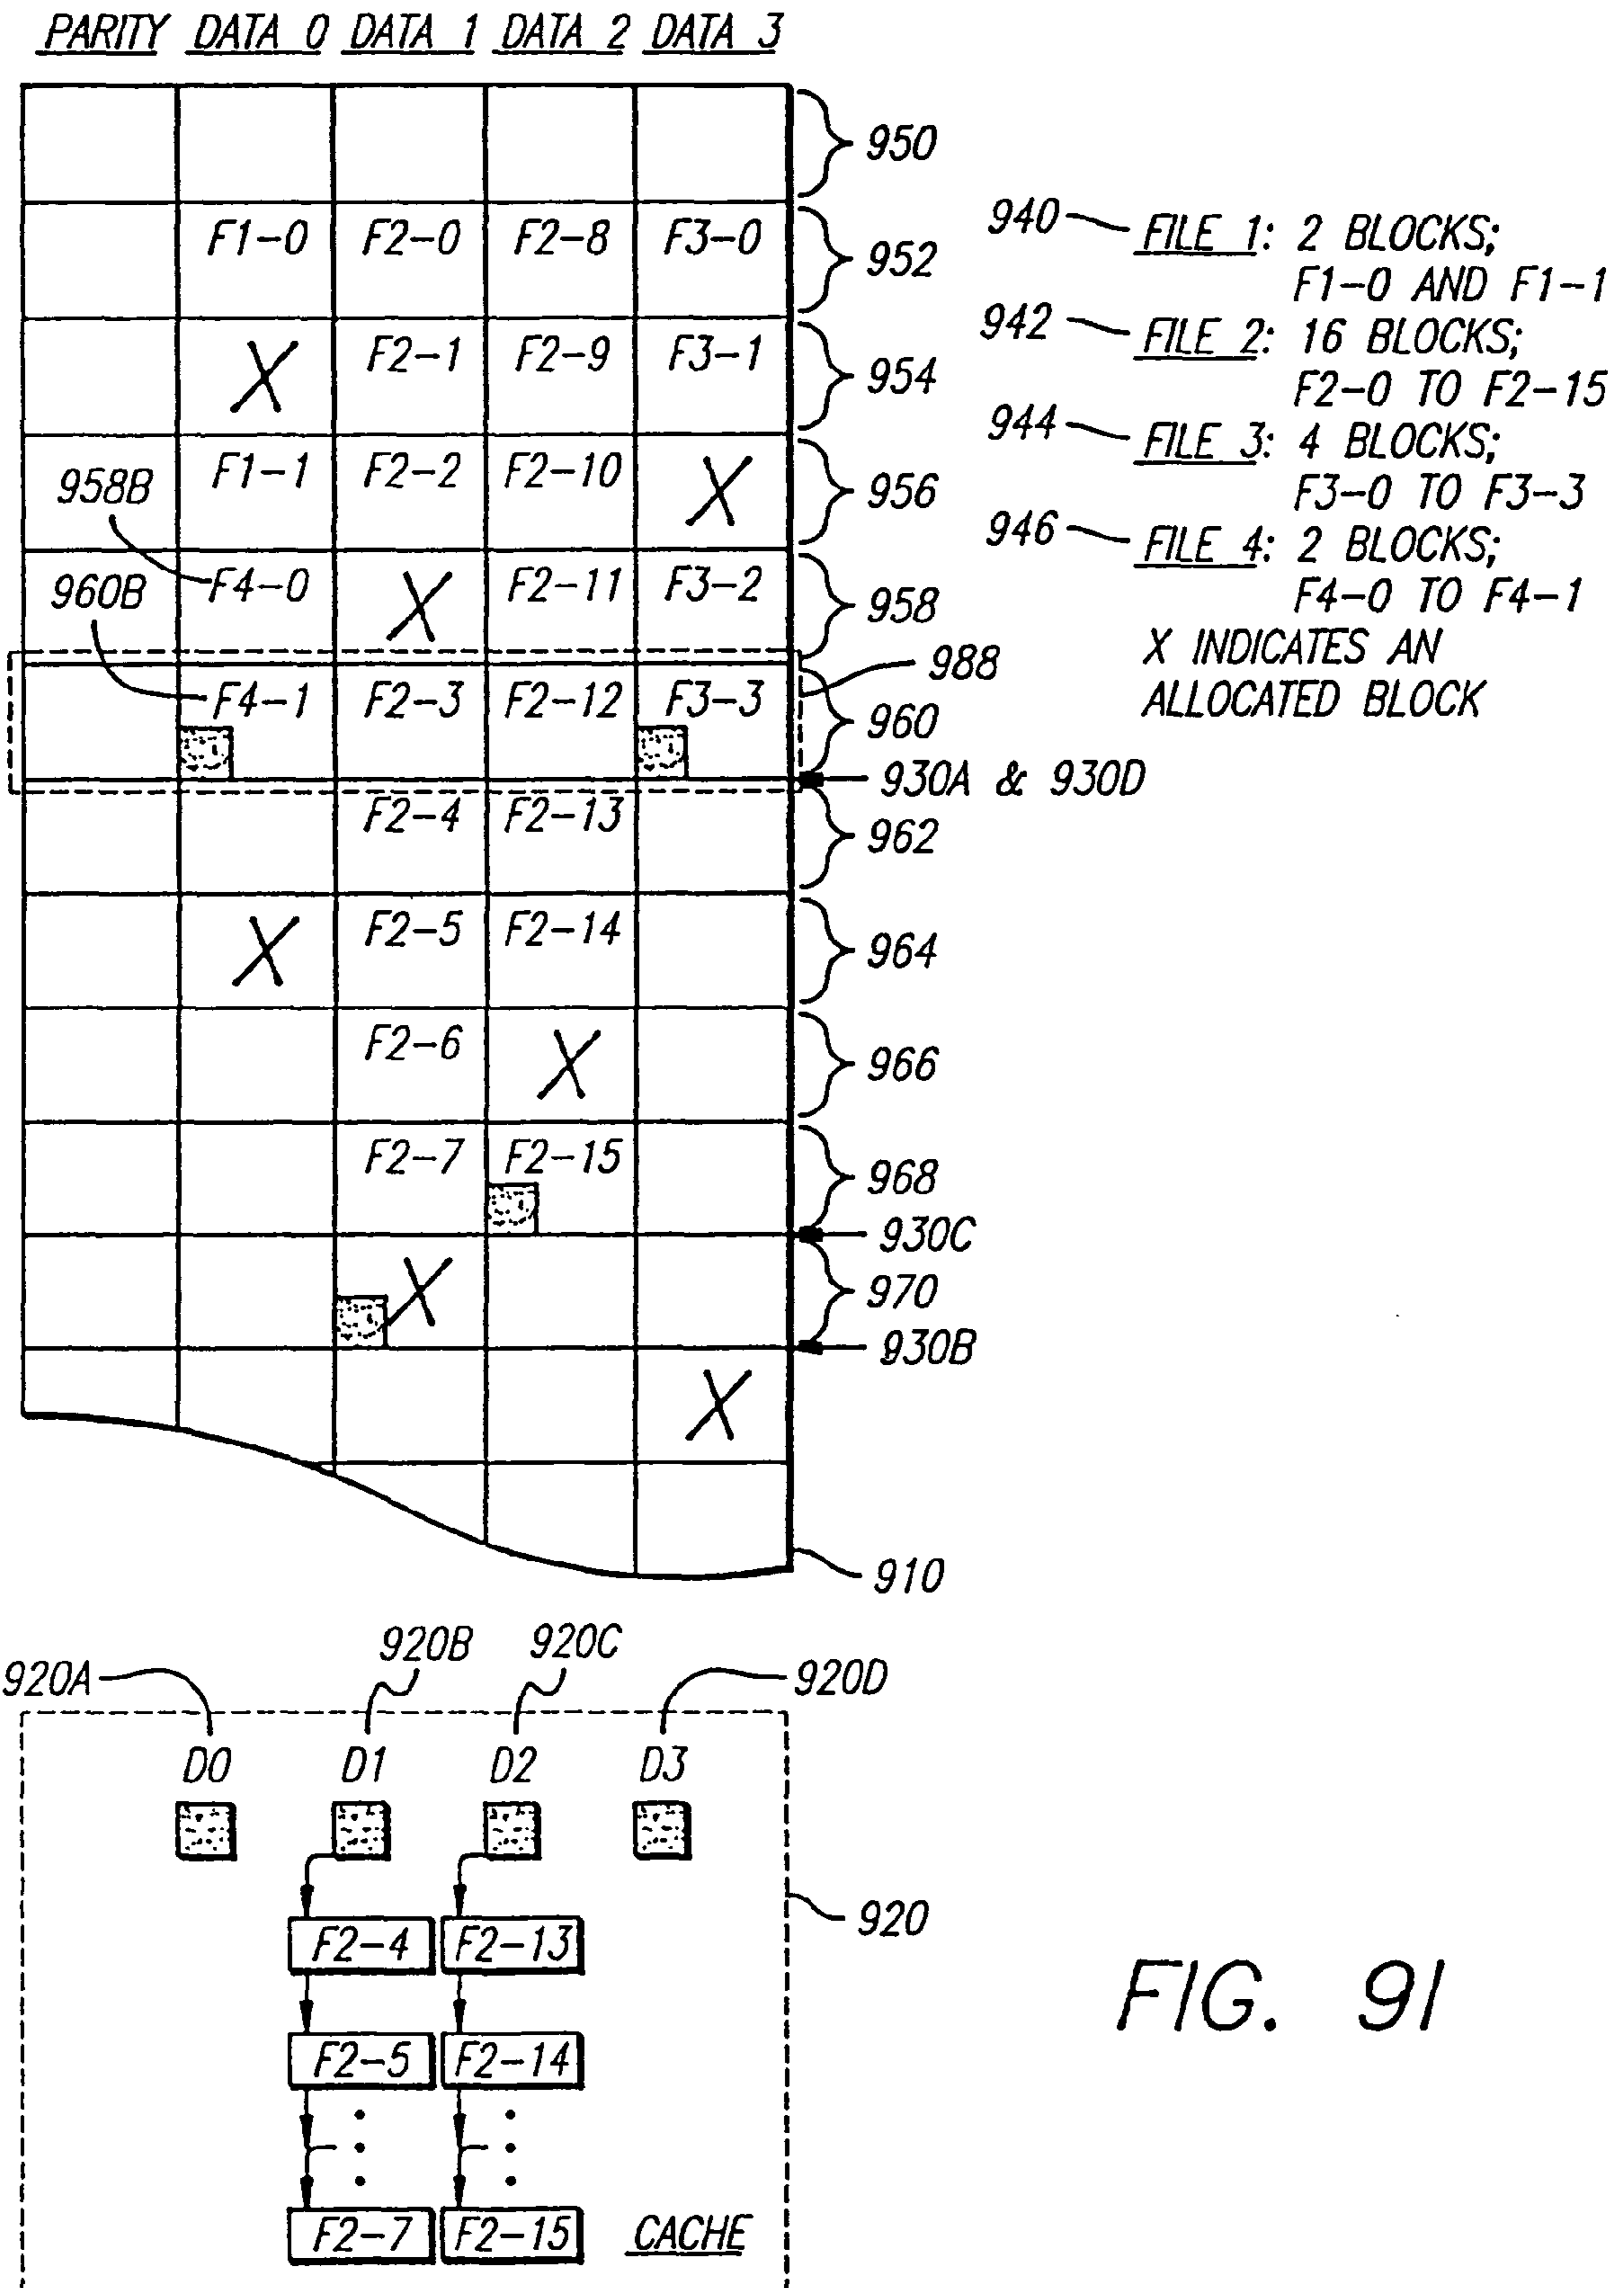 PARITY DATA 0 DATA 1 DATA 2 DATA 3
950
F1-0 F2-0 F2-8 F3-0
952
X F2-1 F2-9 F3-1
954
F1-1 F2-2 F2-10 X
956
958B
F4-0 X F2-11 F3-2
958
960B
F4-1 F2-3 F2-12 F3-3
988
960
930A & 930D
F2-4 F2-13
962
X F2-5 F2-14
964
F2-6 X
966
F2-7 F2-15
968
930C
X
970
930B
X
910
940 FILE 1: 2 BLOCKS;
F1-0 AND F1-1
942 FILE 2: 16 BLOCKS;
F2-0 TO F2-15
944 FILE 3: 4 BLOCKS;
F3-0 TO F3-3
946 FILE 4: 2 BLOCKS;
F4-0 TO F4-1
X INDICATES AN
ALLOCATED BLOCK
920A 920B 920C 920D
D0 D1 D2 D3
920
F2-4 F2-13
F2-5 F2-14
F2-7 F2-15 CACHE
FIG. 9I